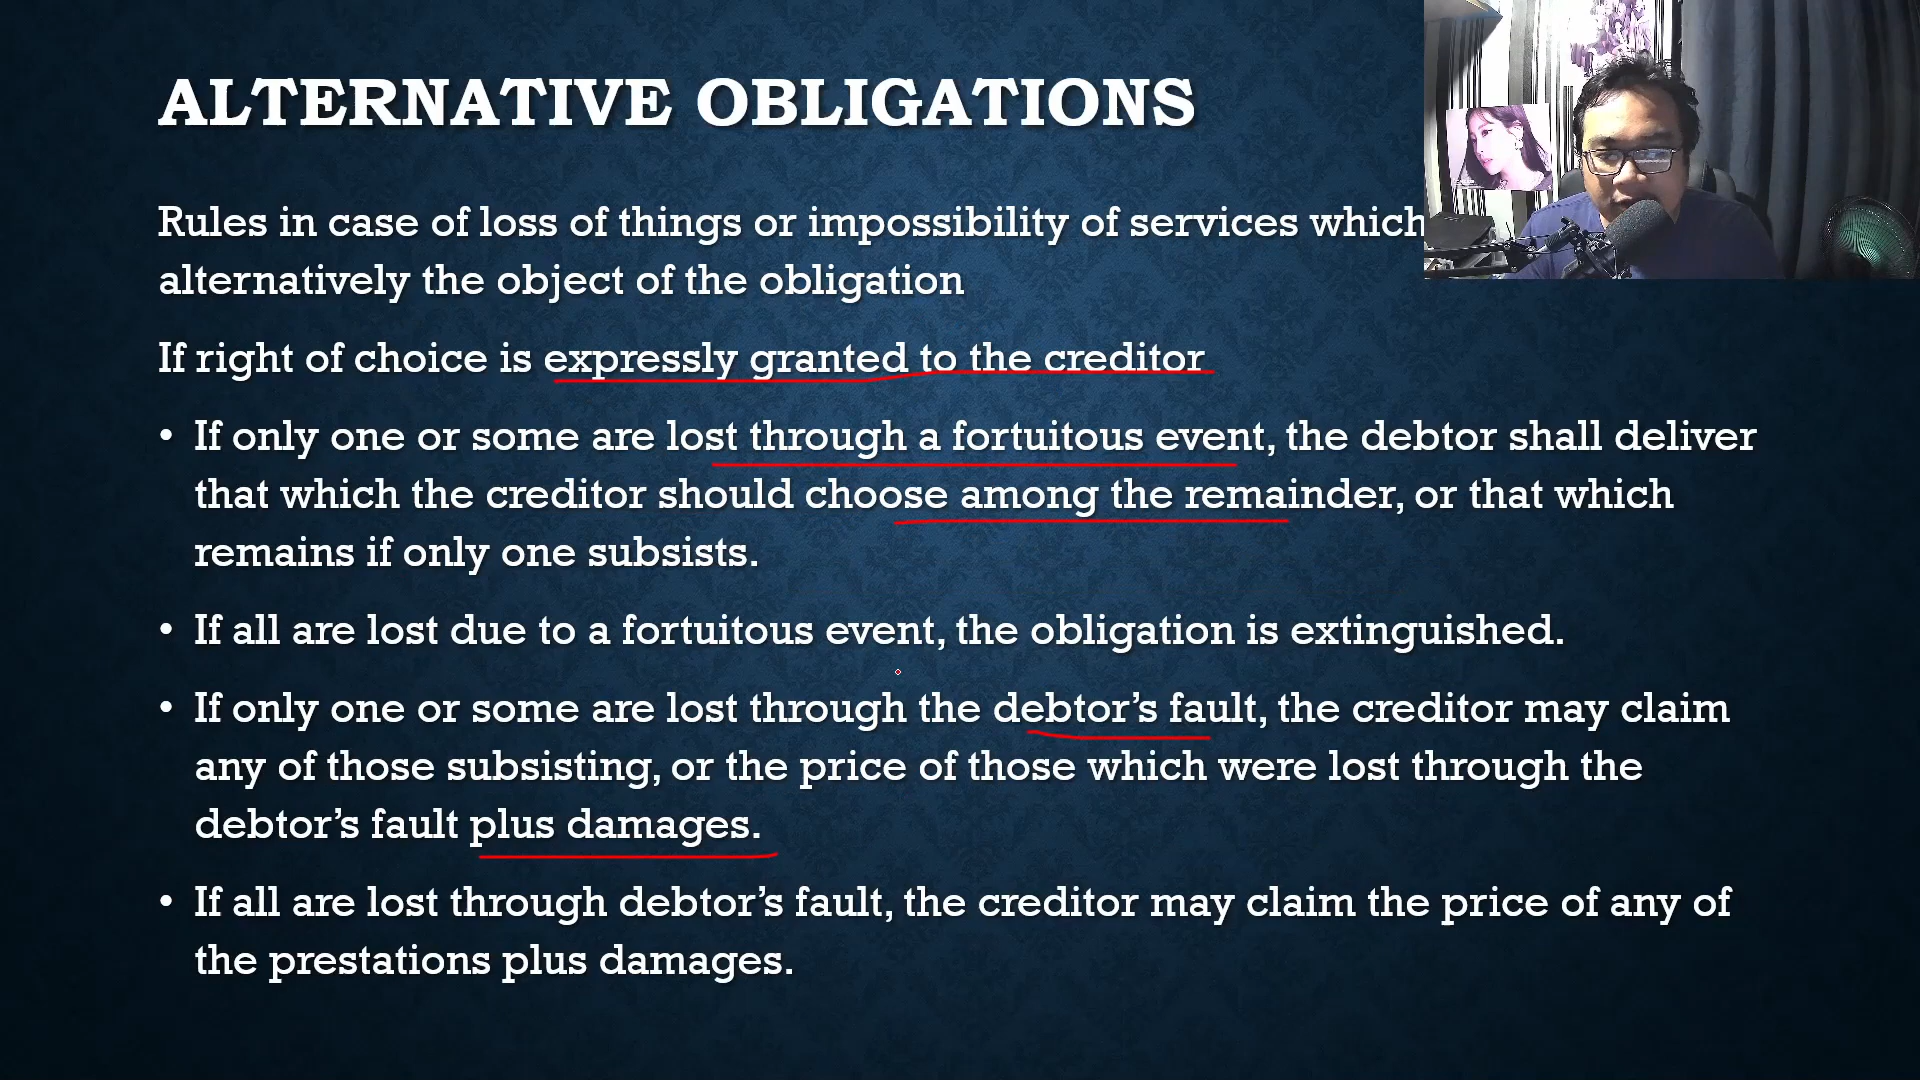 ALTERNATIVE OBLIGATIONS
Rules in case of loss of things or impossibility of services which
alternatively the object of the obligation
If right of choice is expressly granted to the creditor
• If only one or some are lost through a fortuitous event, the debtor shall deliver
that which the creditor should choose among the remainder, or that which
remains if only one subsists.
• If all are lost due to a fortuitous event, the obligation is extinguished.
• If only one or some are lost through the debtor’s fault, the creditor may claim
any of those subsisting, or the price of those which were lost through the
debtor’s fault plus damages.
• If all are lost through debtor’s fault, the creditor may claim the price of any of
the prestations plus damages.